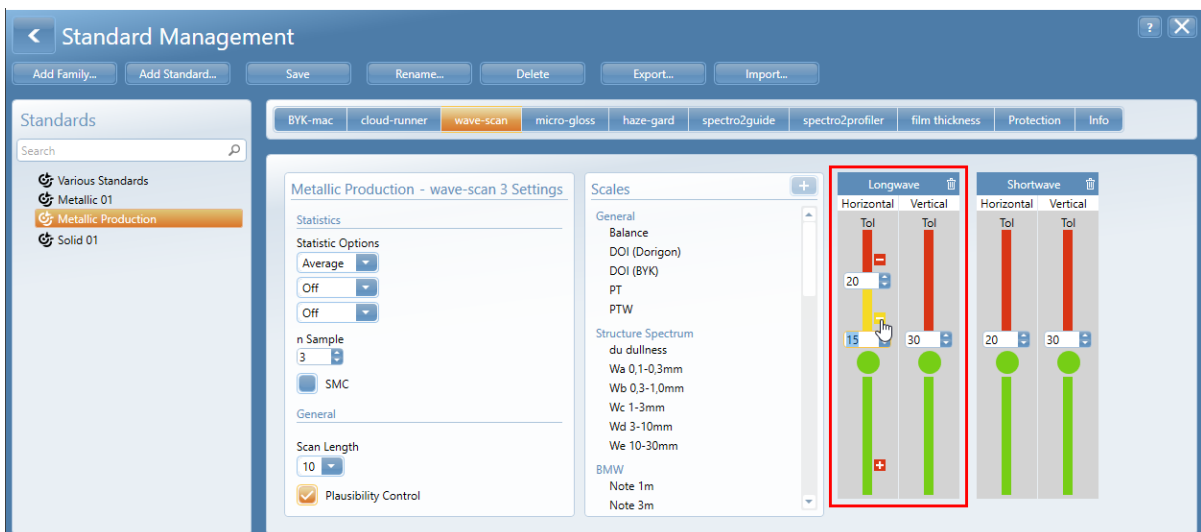 Standard Management
?
Add Family...
Add Standard...
Save
Rename...
Delete
Export...
Import...
Standards
Search
Various Standards
Metallic 01
Metallic Production
Solid 01
BYK-mac
cloud-runner
wave-scan
micro-gloss
haze-gard
spectro2guide
spectro2profiler
film thickness
Protection
Info
Metallic Production - wave-scan 3 Settings
Statistics
Statistic Options
Average
Off
Off
n Sample
3
SMC
General
Scan Length
10
Plausibility Control
Scales
General
Balance
DOI (Dorigon)
DOI (BYK)
PT
PTW
Structure Spectrum
du dullness
Wa 0,1-0,3mm
Wb 0,3-1,0mm
Wc 1-3mm
Wd 3-10mm
We 10-30mm
BMW
Note 1m
Note 3m
Longwave
Horizontal Vertical
Tol Tol
20
15 30
Shortwave
Horizontal Vertical
Tol Tol
20 30